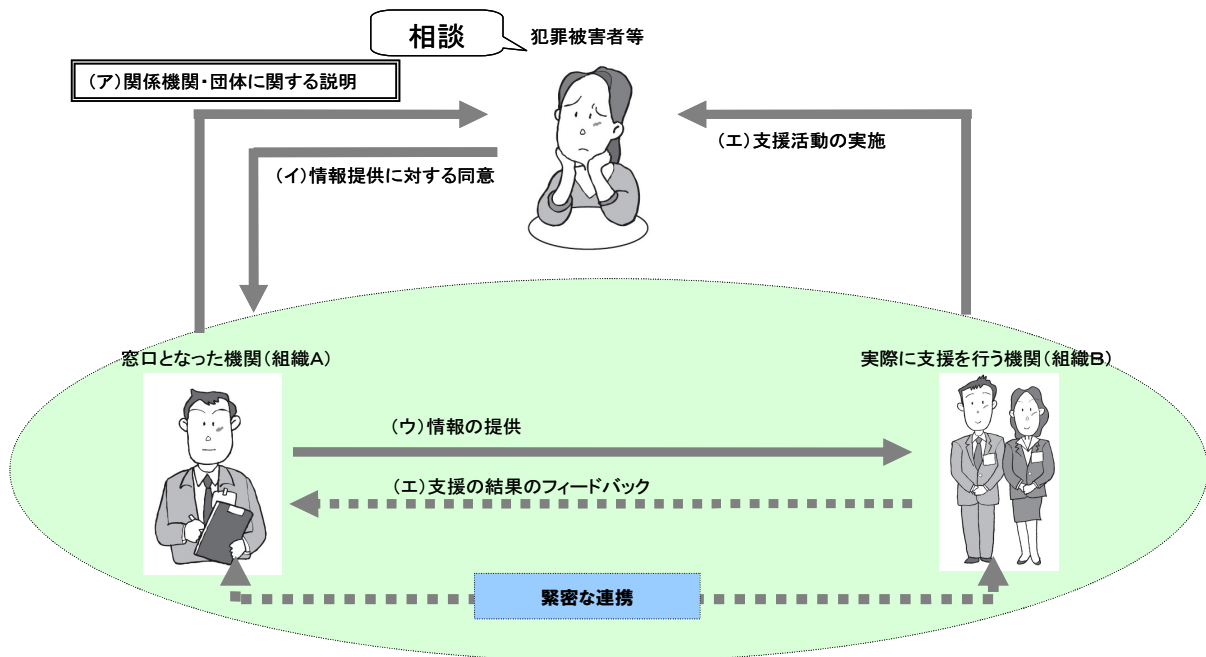 相談
犯罪被害者等
（ア）関係機関・団体に関する説明
（エ）支援活動の実施
（イ）情報提供に対する同意
窓口となった機関（組織Ａ）
実際に支援を行う機関（組織Ｂ）
（ウ）情報の提供
（エ）支援の結果のフィードバック
緊密な連携